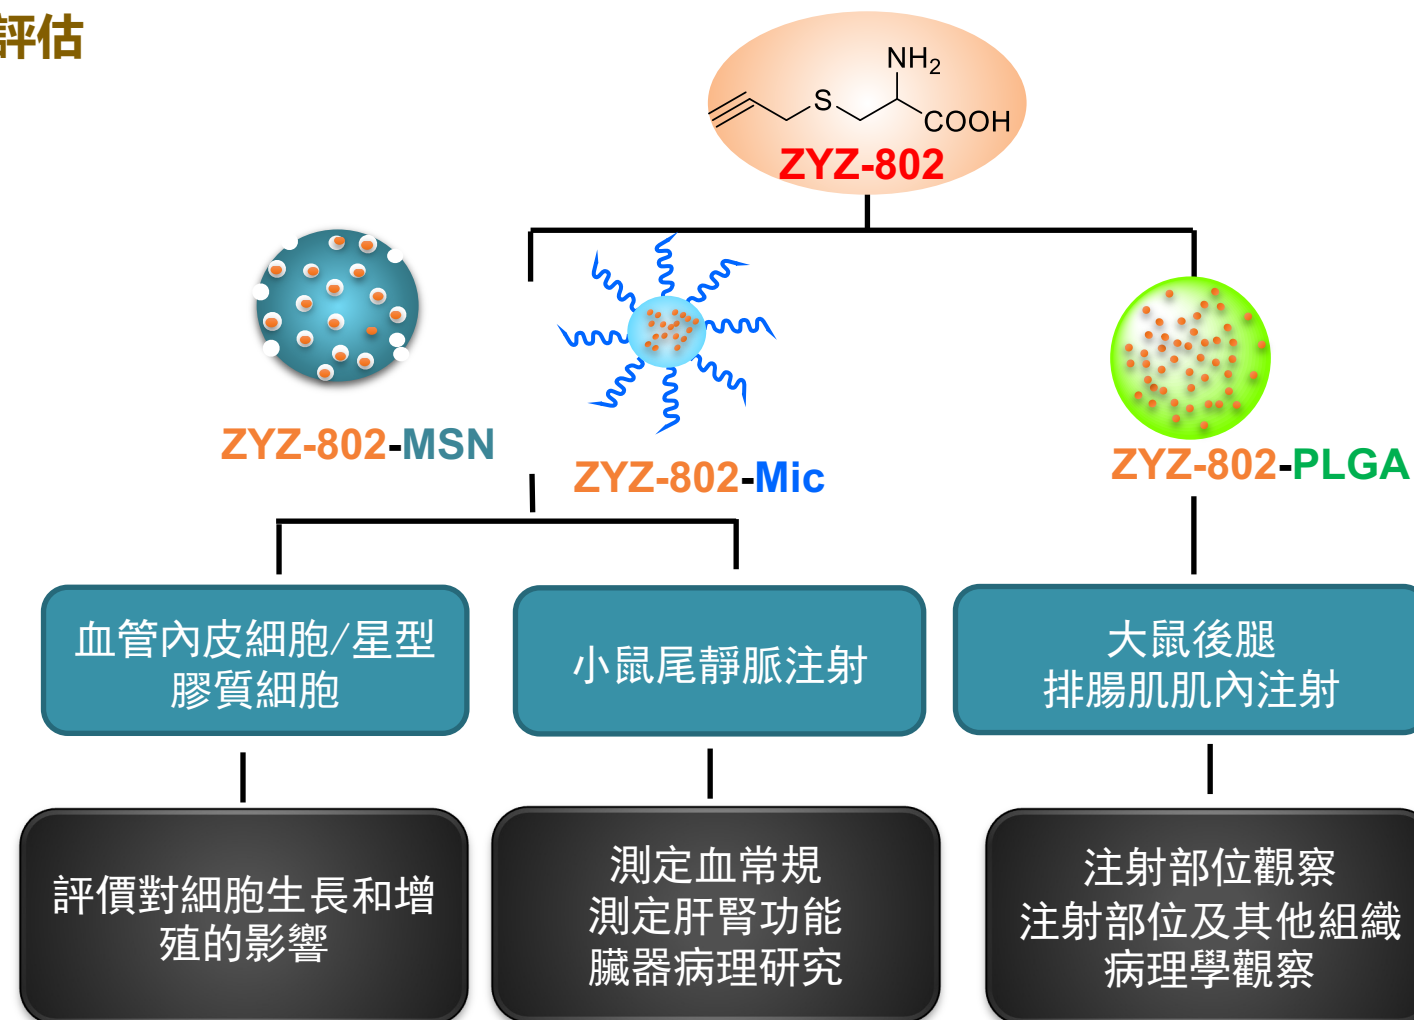 評估
NH2
S
COOH
ZYZ-802
ZYZ-802-MSN
ZYZ-802-Mic
ZYZ-802-PLGA
血管內皮細胞/星型
膠質細胞
小鼠尾靜脈注射
大鼠後腿
排腸肌肌內注射
評價對細胞生長和增
殖的影響
測定血常規
測定肝腎功能
臟器病理研究
注射部位觀察
注射部位及其他組織
病理學觀察